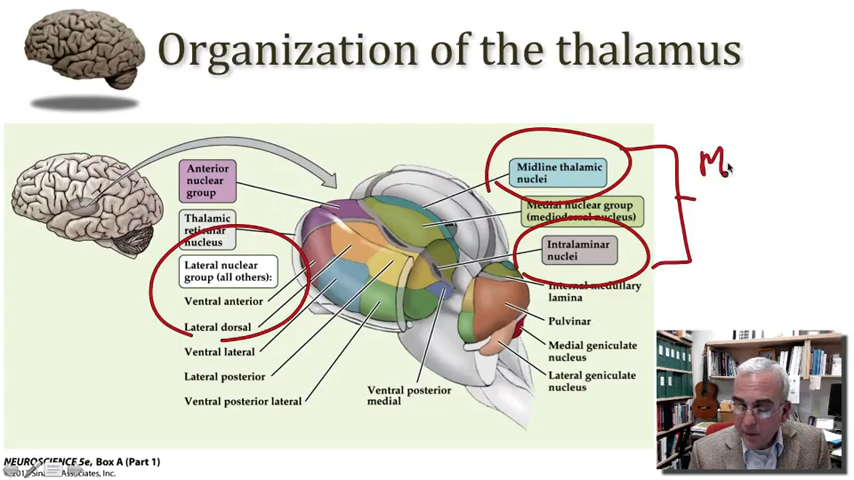 Organization of the thalamus
Anterior
nuclear
group
Thalamic
reticular
nucleus
Lateral nuclear
group (all others):
Ventral anterior
Lateral dorsal
Ventral lateral
Lateral posterior
Ventral posterior lateral
Midline thalamic
nuclei
Medial nuclear group
(mediodorsal nucleus)
Intralaminar
nuclei
Internal medullary
lamina
Pulvinar
Medial geniculate
nucleus
Lateral geniculate
nucleus
Ventral posterior
medial
M
NEUROSCIENCE 5e, Box A (Part 1)
Associates, Inc.